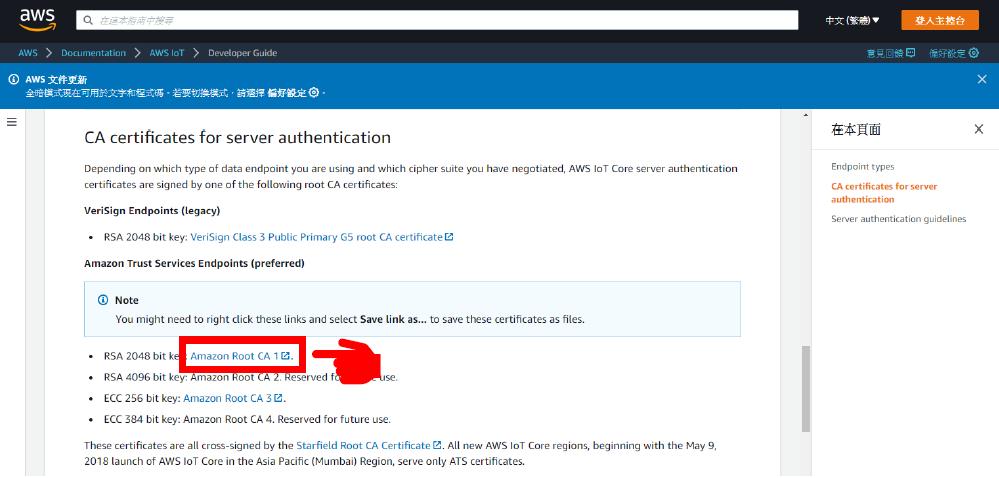 aws
在這本指南中搜尋
中文 (繁體)
登入主控台
AWS > Documentation > AWS IoT > Developer Guide
意見回饋
偏好設定
AWS 文件更新
全暗模式現在可用於文字和程式碼。若要切換模式，請選擇 偏好設定 。
CA certificates for server authentication
Depending on which type of data endpoint you are using and which cipher suite you have negotiated, AWS IoT Core server authentication
certificates are signed by one of the following root CA certificates:
VeriSign Endpoints (legacy)
• RSA 2048 bit key: VeriSign Class 3 Public Primary G5 root CA certificate
Amazon Trust Services Endpoints (preferred)
Note
You might need to right click these links and select Save link as... to save these certificates as files.
• RSA 2048 bit key: Amazon Root CA 1.
• RSA 4096 bit key: Amazon Root CA 2. Reserved for use.
• ECC 256 bit key: Amazon Root CA 3.
• ECC 384 bit key: Amazon Root CA 4. Reserved for future use.
These certificates are all cross-signed by the Starfield Root CA Certificate. All new AWS IoT Core regions, beginning with the May 9,
2018 launch of AWS IoT Core in the Asia Pacific (Mumbai) Region, serve only ATS certificates.
在本頁面
Endpoint types
CA certificates for server
authentication
Server authentication guidelines